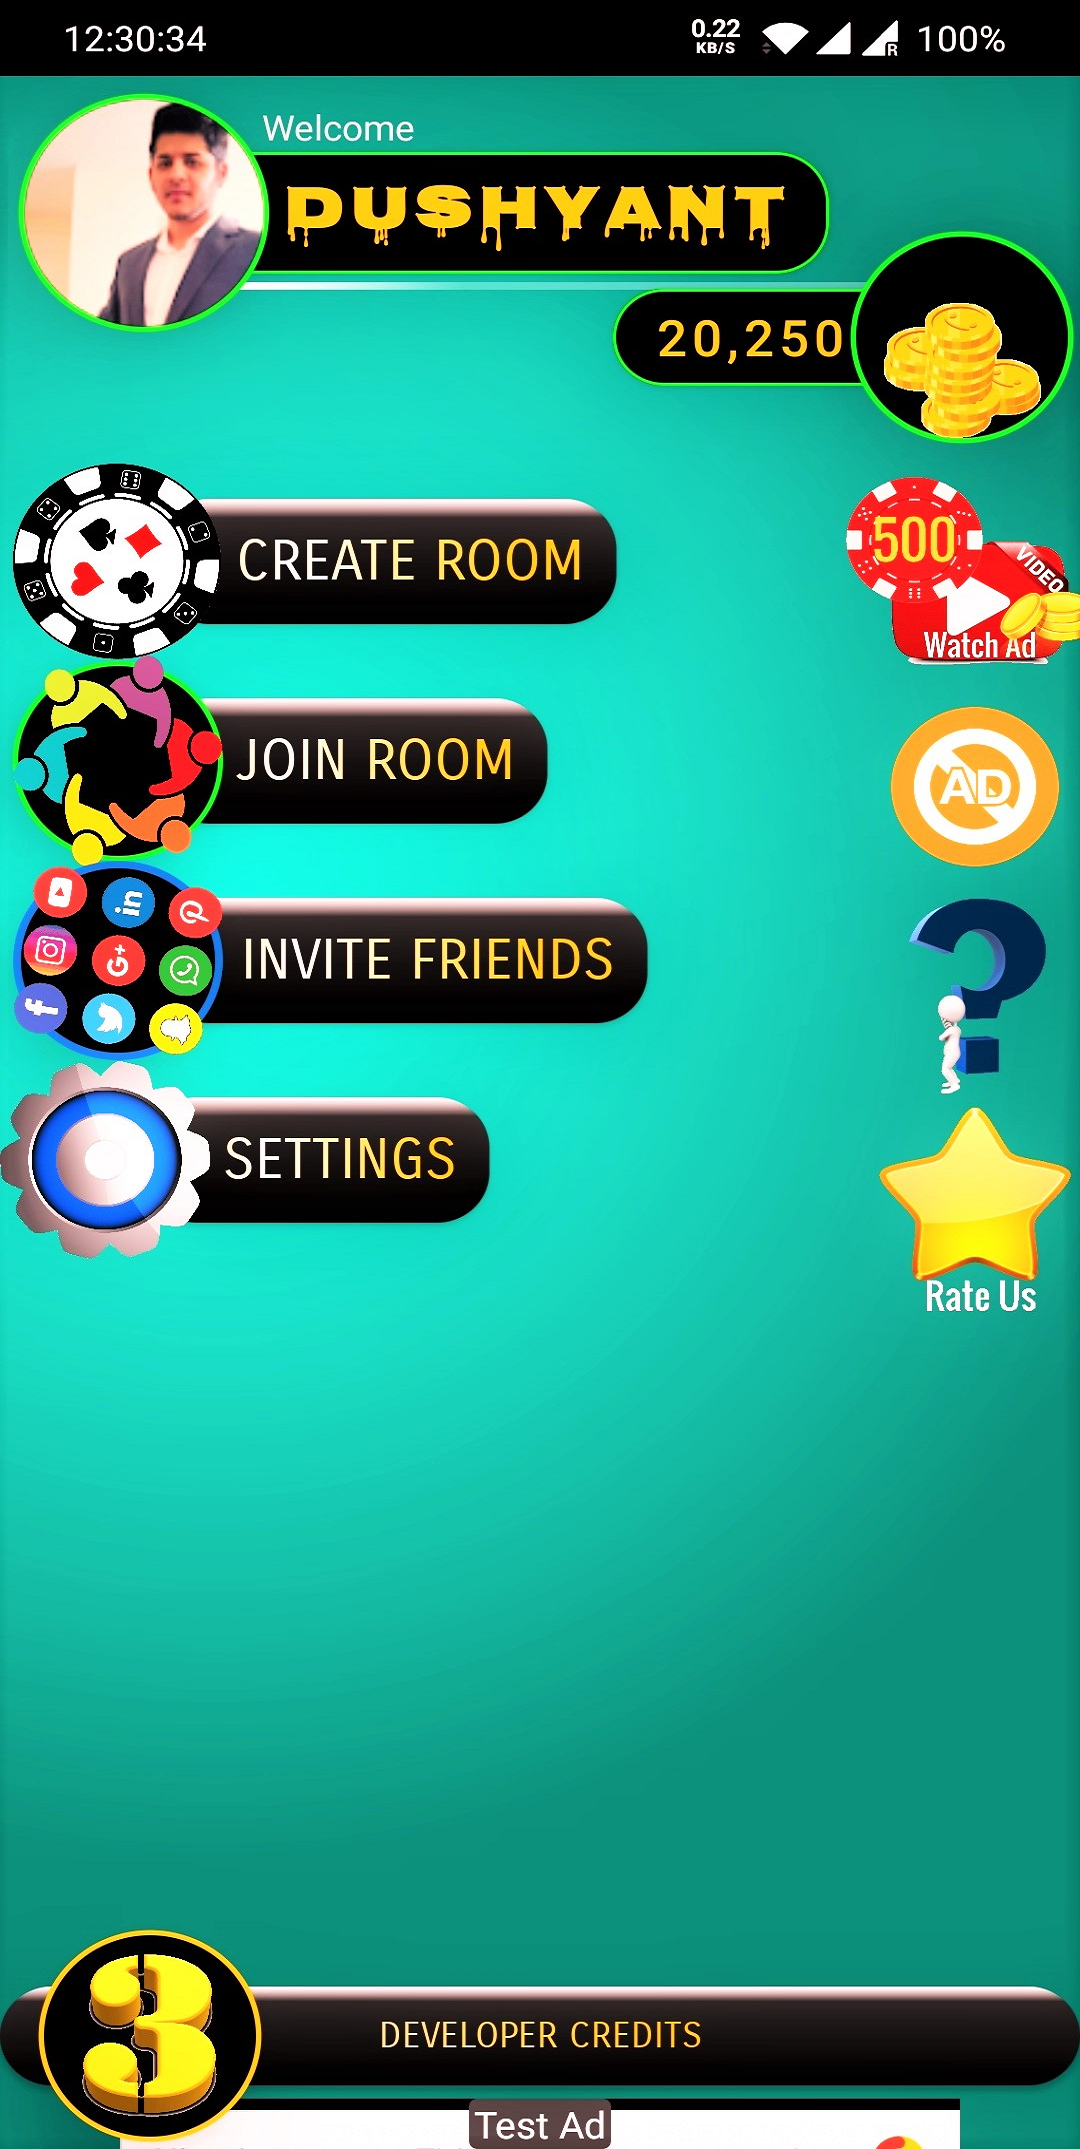 12:30:34 0.22 KB/S R 100%
Welcome
DUSHYANT
20,250
500
CREATE ROOM
VIDEO
Watch Ad
JOIN ROOM
AD
in
INVITE FRIENDS
G+
f
SETTINGS
Rate Us
3
DEVELOPER CREDITS
Test Ad